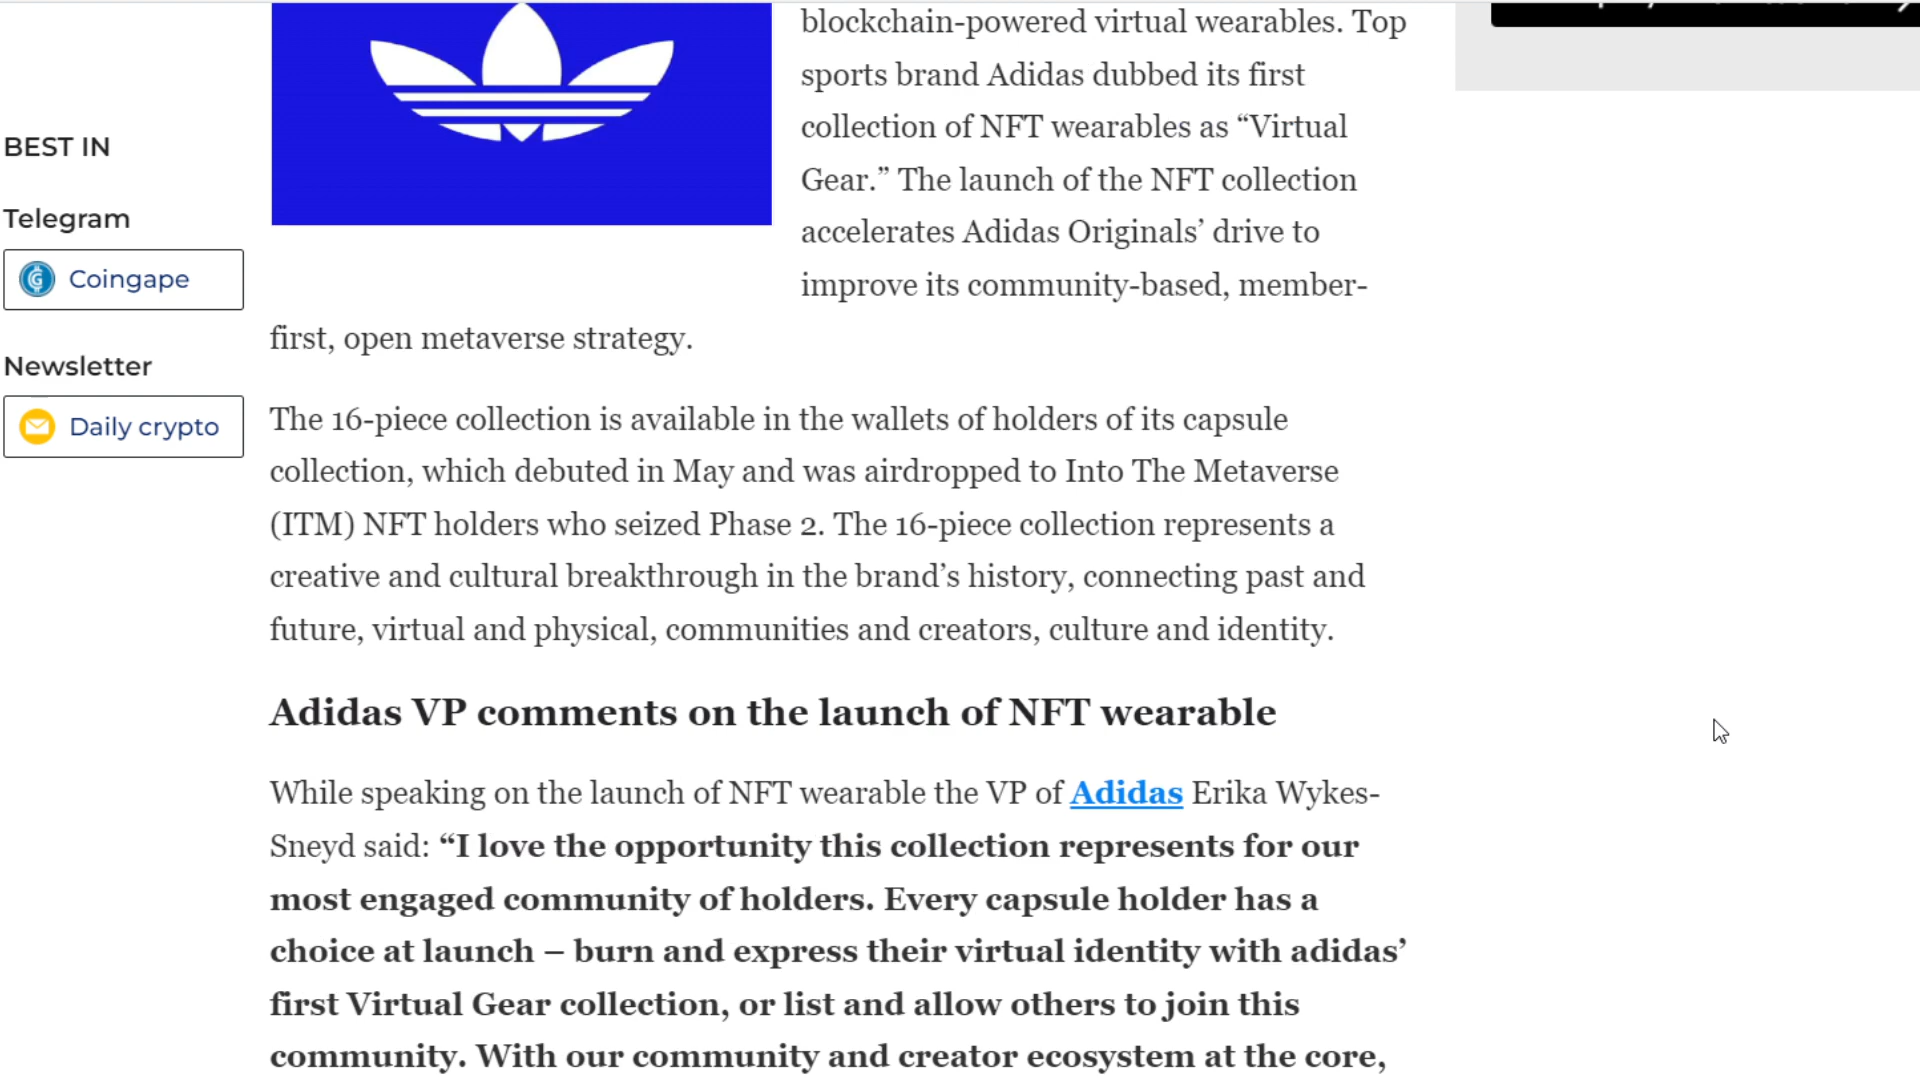 blockchain-powered virtual wearables. Top
sports brand Adidas dubbed its first
collection of NFT wearables as “Virtual
Gear.” The launch of the NFT collection
accelerates Adidas Originals’ drive to
improve its community-based, member-
first, open metaverse strategy.
BEST IN
Telegram
Coingape
Newsletter
Daily crypto
The 16-piece collection is available in the wallets of holders of its capsule
collection, which debuted in May and was airdropped to Into The Metaverse
(ITM) NFT holders who seized Phase 2. The 16-piece collection represents a
creative and cultural breakthrough in the brand’s history, connecting past and
future, virtual and physical, communities and creators, culture and identity.
Adidas VP comments on the launch of NFT wearable
While speaking on the launch of NFT wearable the VP of Adidas Erika Wykes-
Sneyd said: “I love the opportunity this collection represents for our
most engaged community of holders. Every capsule holder has a
choice at launch – burn and express their virtual identity with adidas’
first Virtual Gear collection, or list and allow others to join this
community. With our community and creator ecosystem at the core,